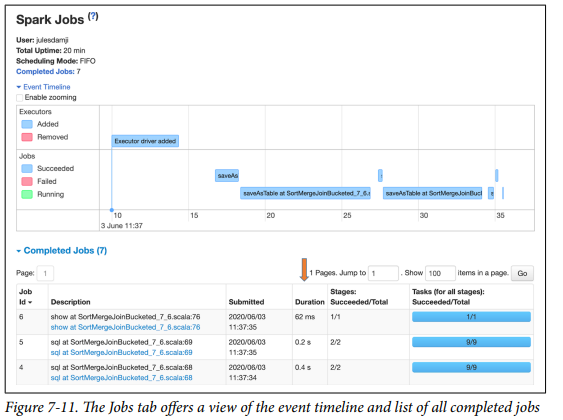 Spark Jobs (?)
User: julesdamji
Total Uptime: 20 min
Scheduling Mode: FIFO
Completed Jobs: 7
Event Timeline
Enable zooming
Executors
Added
Removed
Executor driver added
Jobs
Succeeded
Failed
Running
saveAs
saveAsTable at SortMergeJoinBucketed_7_6.s
saveAsTable at SortMergeJoinBucl
s
10 15 20 25 30 35
3 June 11:37
Completed Jobs (7)
Page: 1
1 Pages. Jump to 1 . Show 100 items in a page. Go
Job Id Description Submitted Duration Stages: Succeeded/Total Tasks (for all stages): Succeeded/Total
6 show at SortMergeJoinBucketed_7_6.scala:76 2020/06/03 62 ms 1/1 1/1
show at SortMergeJoinBucketed_7_6.scala:76 11:37:35
5 sql at SortMergeJoinBucketed_7_6.scala:69 2020/06/03 0.2 s 2/2 9/9
sql at SortMergeJoinBucketed_7_6.scala:69 11:37:35
4 sql at SortMergeJoinBucketed_7_6.scala:68 2020/06/03 0.4 s 2/2 9/9
sql at SortMergeJoinBucketed_7_6.scala:68 11:37:34
Figure 7-11. The Jobs tab offers a view of the event timeline and list of all completed jobs